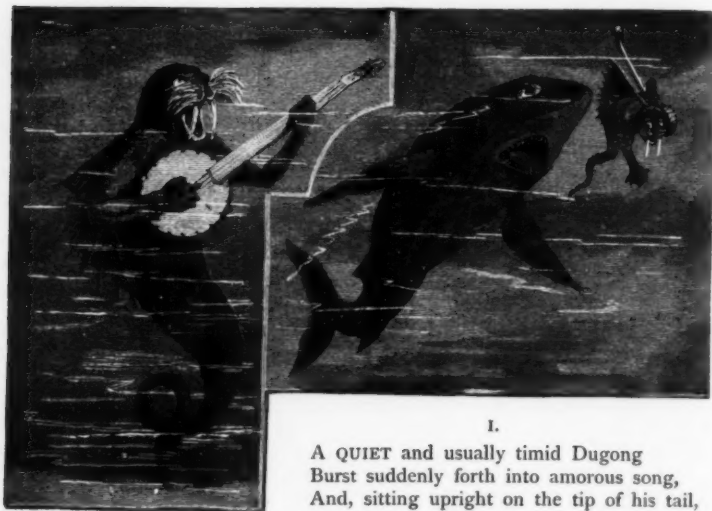 I.
A QUIET and usually timid Dugong
Burst suddenly forth into amorous song,
And, sitting upright on the tip of his tail,